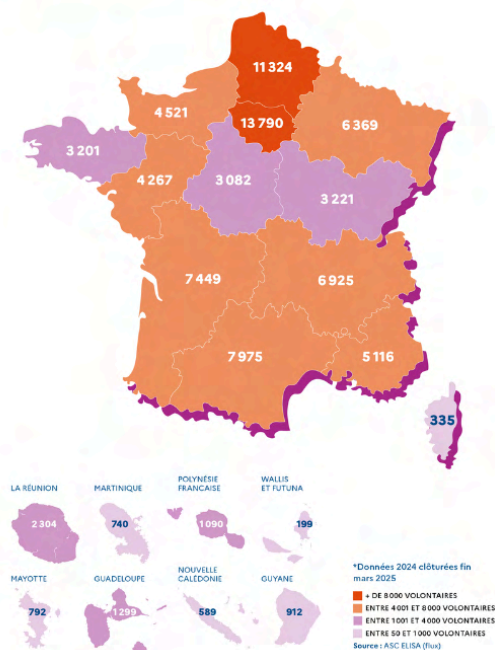 11 324
4 521
13 790
6 369
3 201
4 267
3 082
3 221
7 449
6 925
7 975
5 116
335
LA RÉUNION
MARTINIQUE
POLYNÉSIE
FRANCAISE
WALLIS
ET FUTUNA
2 304
740
1 090
199
MAYOTTE
GUADELOUPE
NOUVELLE
CALÉDONIE
GUYANE
792
1 299
589
912
*Données 2024 clôturées fin
mars 2025
+ DE 8 000 VOLONTAIRES
ENTRE 4 001 ET 8 000 VOLONTAIRES
ENTRE 1 001 ET 4 000 VOLONTAIRES
ENTRE 50 ET 1 000 VOLONTAIRES
Source : ASC ELISA (flux)